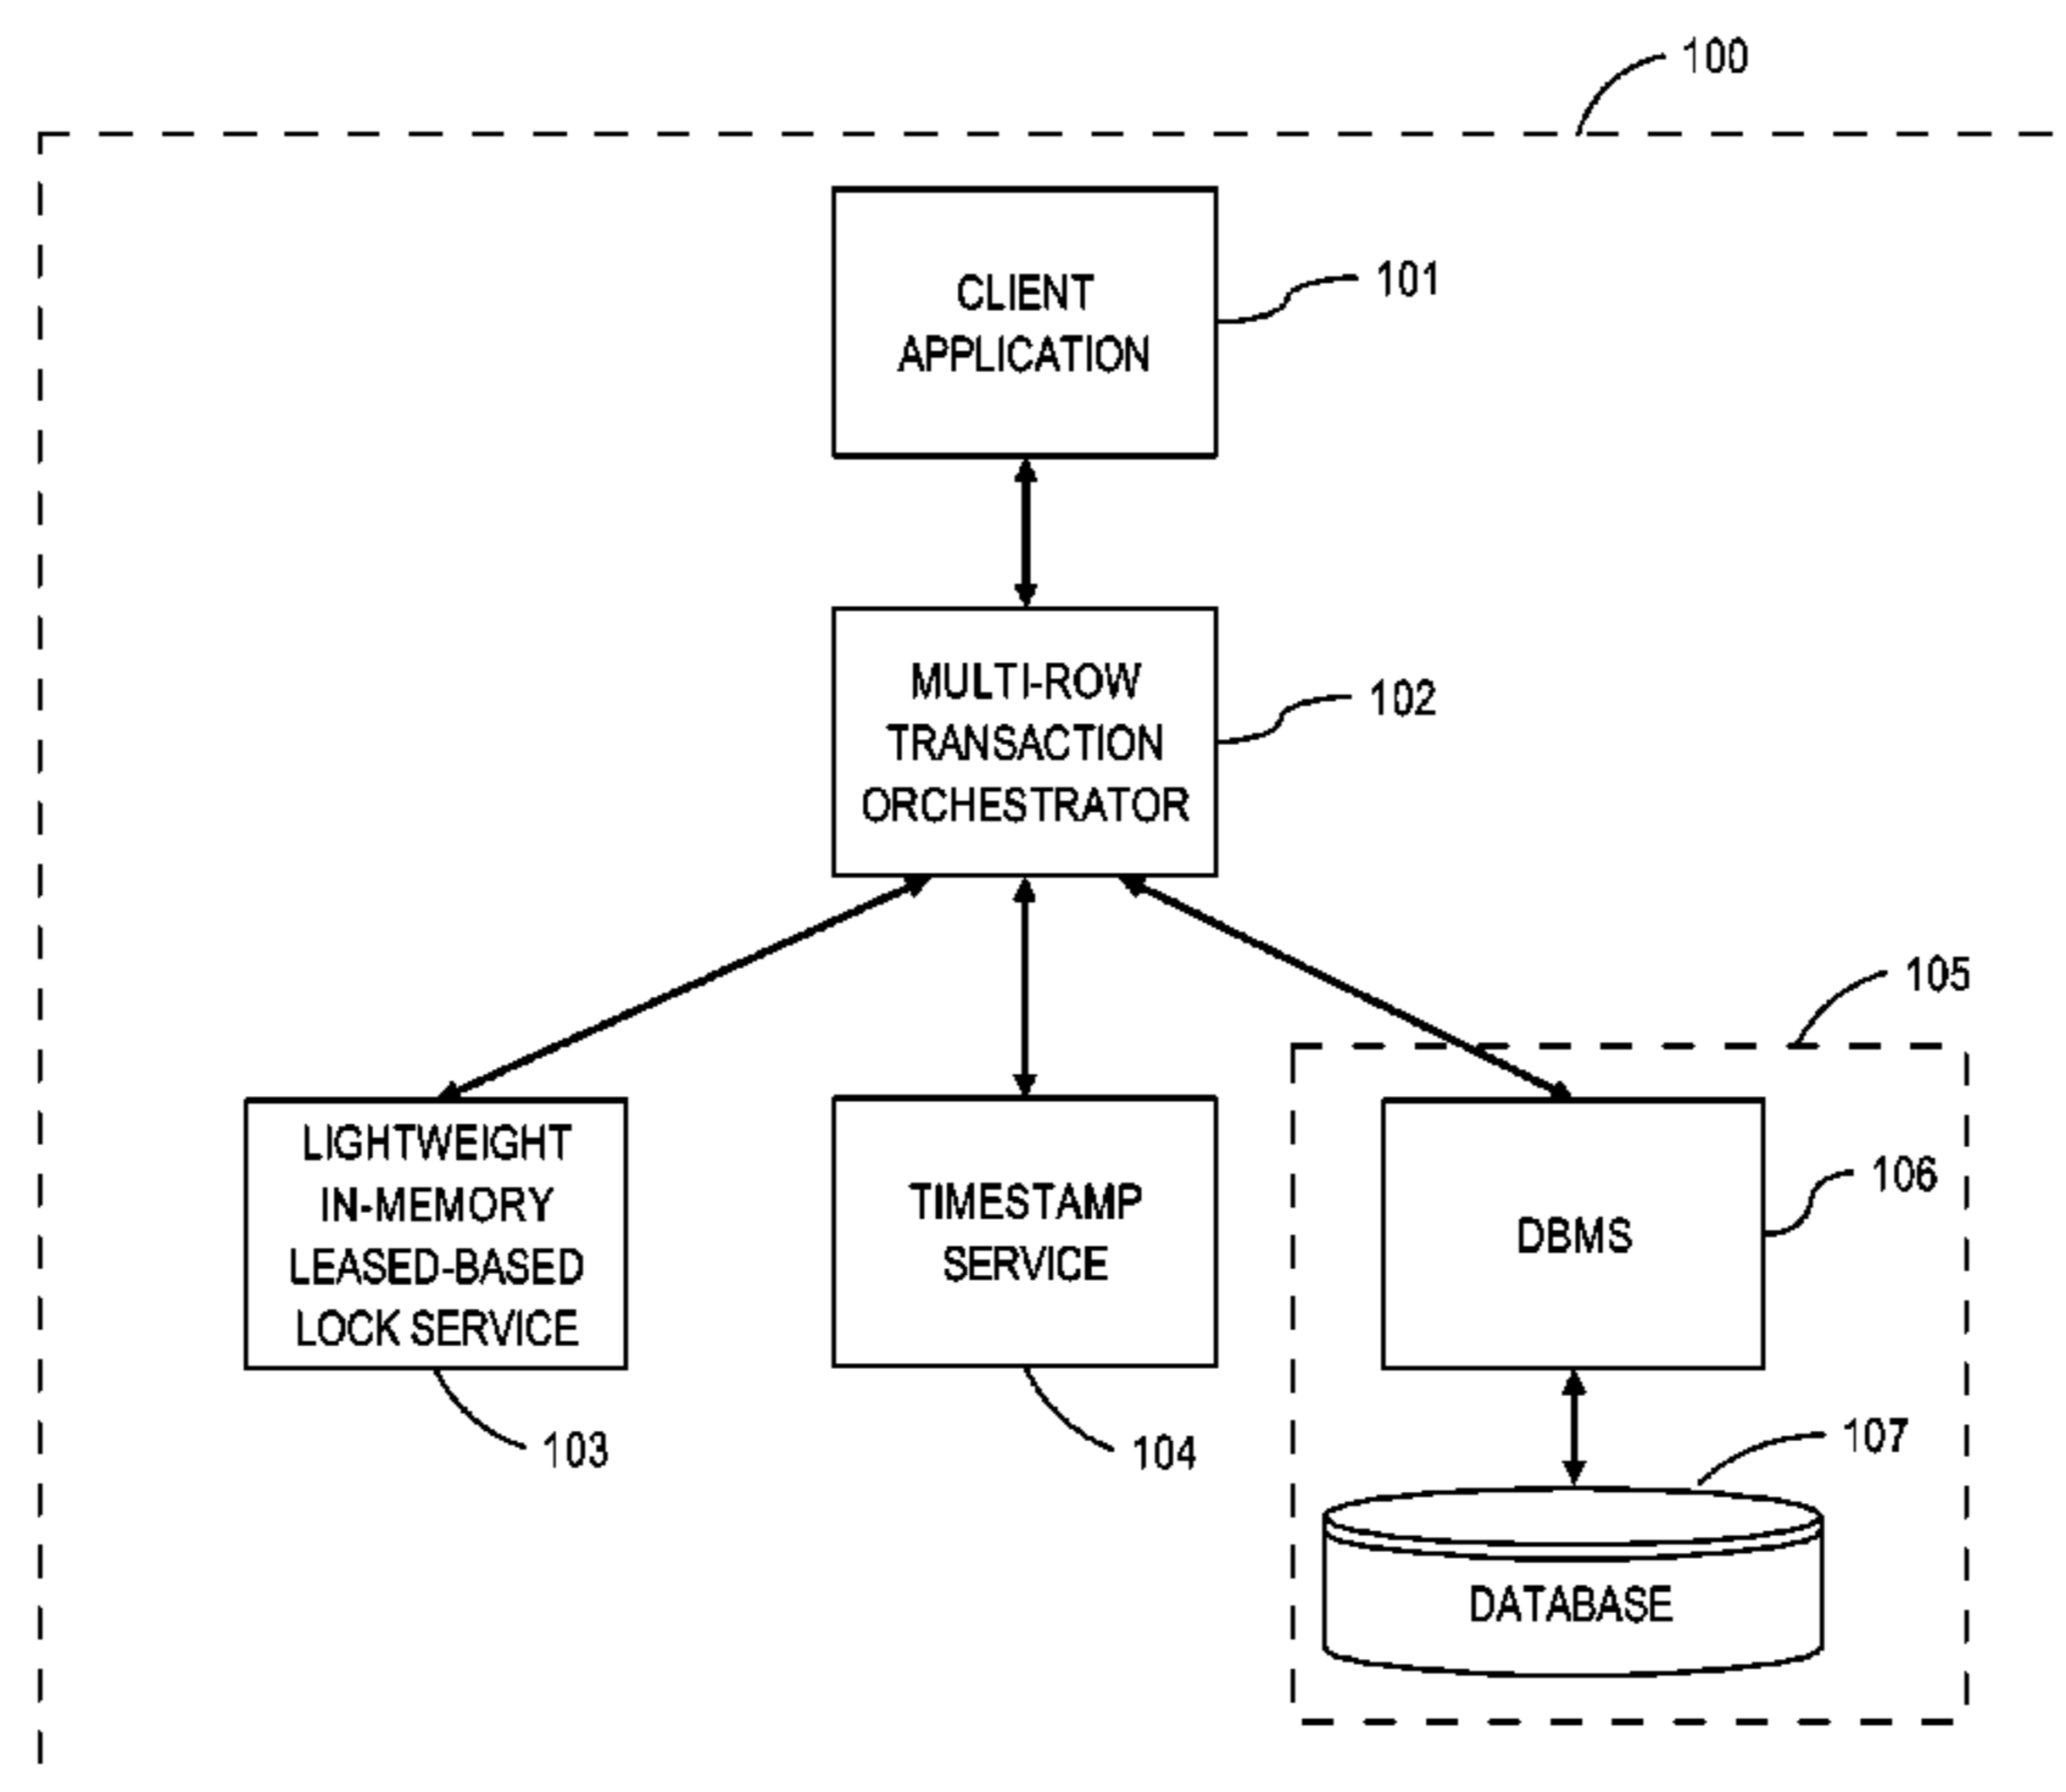 100
CLIENT
APPLICATION
101
MULTI-ROW
TRANSACTION
ORCHESTRATOR
102
105
LIGHTWEIGHT
IN-MEMORY
LEASED-BASED
LOCK SERVICE
103
TIMESTAMP
SERVICE
104
DBMS
106
107
DATABASE